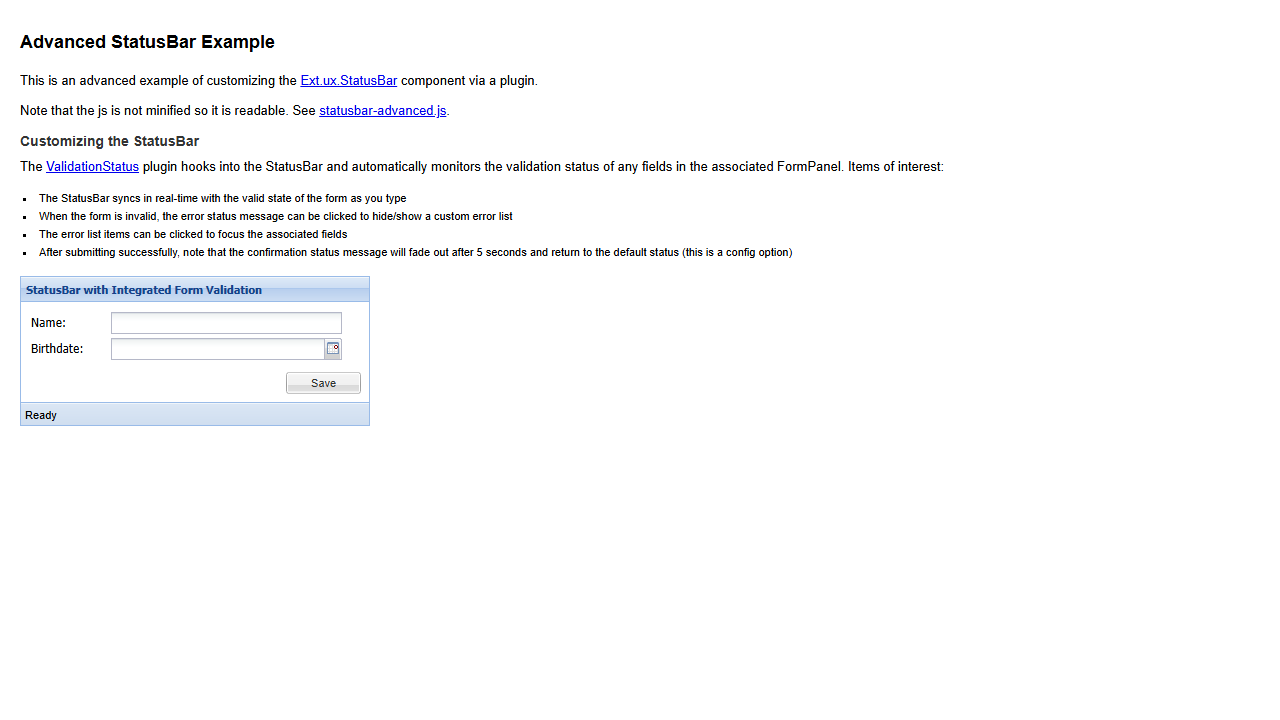 Advanced StatusBar Example
This is an advanced example of customizing the Ext.ux.StatusBar component via a plugin.
Note that the js is not minified so it is readable. See statusbar-advanced.js.
Customizing the StatusBar
The ValidationStatus plugin hooks into the StatusBar and automatically monitors the validation status of any fields in the associated FormPanel. Items of interest:
The StatusBar syncs in real-time with the valid state of the form as you type
When the form is invalid, the error status message can be clicked to hide/show a custom error list
The error list items can be clicked to focus the associated fields
After submitting successfully, note that the confirmation status message will fade out after 5 seconds and return to the default status (this is a config option)
StatusBar with Integrated Form Validation
Name:
Birthdate:
Save
Ready